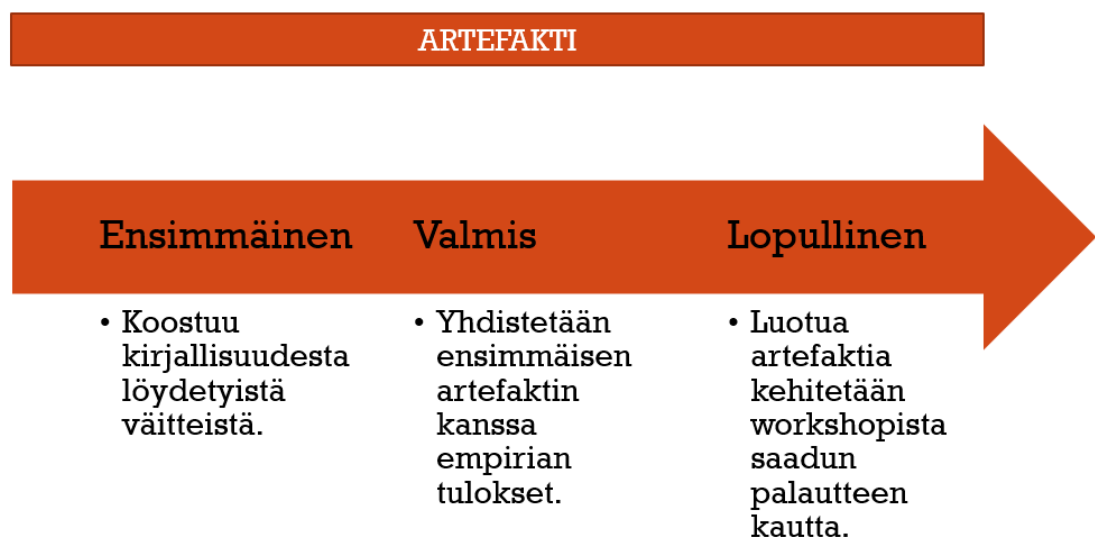 ARTEFAKTI
Ensimmäinen
Valmis
Lopullinen
• Koostuu
kirjallisuudesta
löydetyistä
väitteistä.
• Yhdistetään
ensimmäisen
artefaktin
kanssa
empirian
tulokset.
• Luotua
artefaktia
kehitetään
workshopista
saadun
palautteen
kautta.